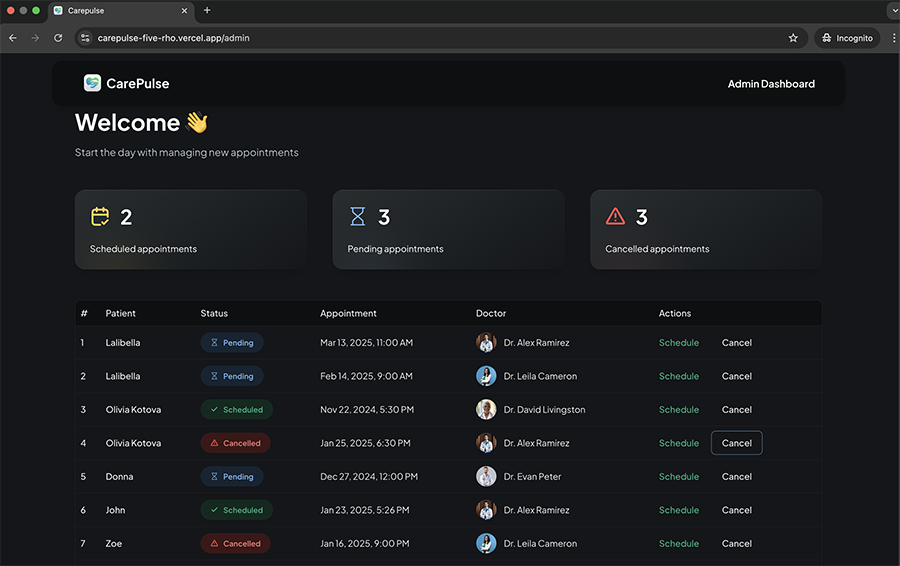 Carepulse
carepulse-five-rho.vercel.app/admin
Incognito
CarePulse
Admin Dashboard
Welcome 👋
Start the day with managing new appointments
2
Scheduled appointments
3
Pending appointments
3
Cancelled appointments
# Patient Status Appointment Doctor Actions
1 Lalibella Pending Mar 13, 2025, 11:00 AM Dr. Alex Ramirez Schedule Cancel
2 Lalibella Pending Feb 14, 2025, 9:00 AM Dr. Leila Cameron Schedule Cancel
3 Olivia Kotova Scheduled Nov 22, 2024, 5:30 PM Dr. David Livingston Schedule Cancel
4 Olivia Kotova Cancelled Jan 25, 2025, 6:30 PM Dr. Alex Ramirez Schedule Cancel
5 Donna Pending Dec 27, 2024, 12:00 PM Dr. Evan Peter Schedule Cancel
6 John Scheduled Jan 23, 2025, 5:26 PM Dr. Alex Ramirez Schedule Cancel
7 Zoe Cancelled Jan 16, 2025, 9:00 PM Dr. Leila Cameron Schedule Cancel